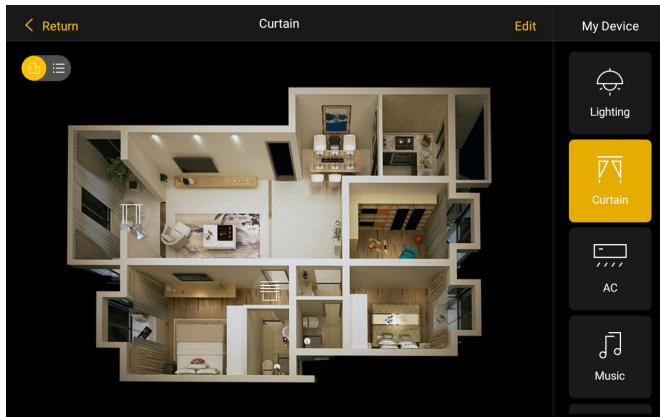 Return
Curtain
Edit
My Device
Lighting
Curtain
AC
Music